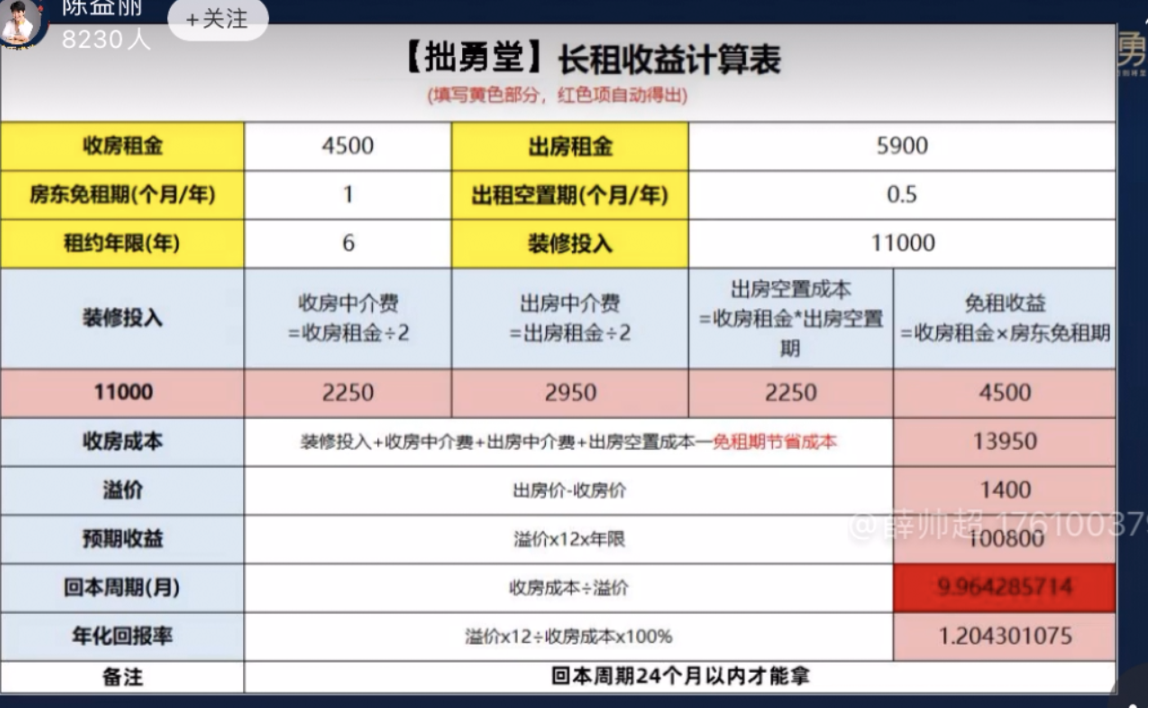 陈益丽
+关注
8230人
【拙勇堂】长租收益计算表
(填写黄色部分，红色项自动得出)
收房租金 4500 出房租金 5900
房东免租期(个月/年) 1 出租空置期(个月/年) 0.5
租约年限(年) 6 装修投入 11000
装修投入
收房中介费
=收房租金÷2
出房中介费
=出房租金÷2
出房空置成本
=收房租金*出房空置
期
免租收益
=收房租金×房东免租期
11000 2250 2950 2250 4500
收房成本 装修投入+收房中介费+出房中介费+出房空置成本—免租期节省成本 13950
溢价 出房价-收房价 1400
预期收益 溢价x12x年限 100800
回本周期(月) 收房成本÷溢价 9.964285714
年化回报率 溢价x12÷收房成本x100% 1.204301075
备注 回本周期24个月以内才能拿
@薛帅超 176100379
勇